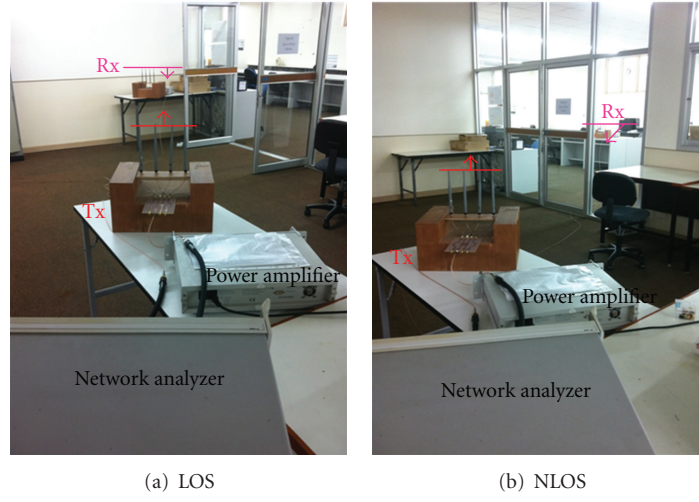 Rx
Tx
Power amplifier
Network analyzer
(a) LOS
Rx
Tx
Power amplifier
Network analyzer
(b) NLOS